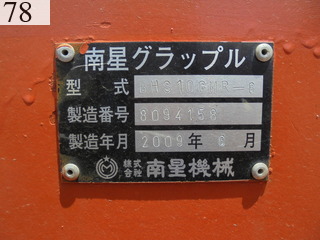 78
南星グラップル
型式
製造番号 8094158
製造年月 2009年 6月
株式会社 南星機械